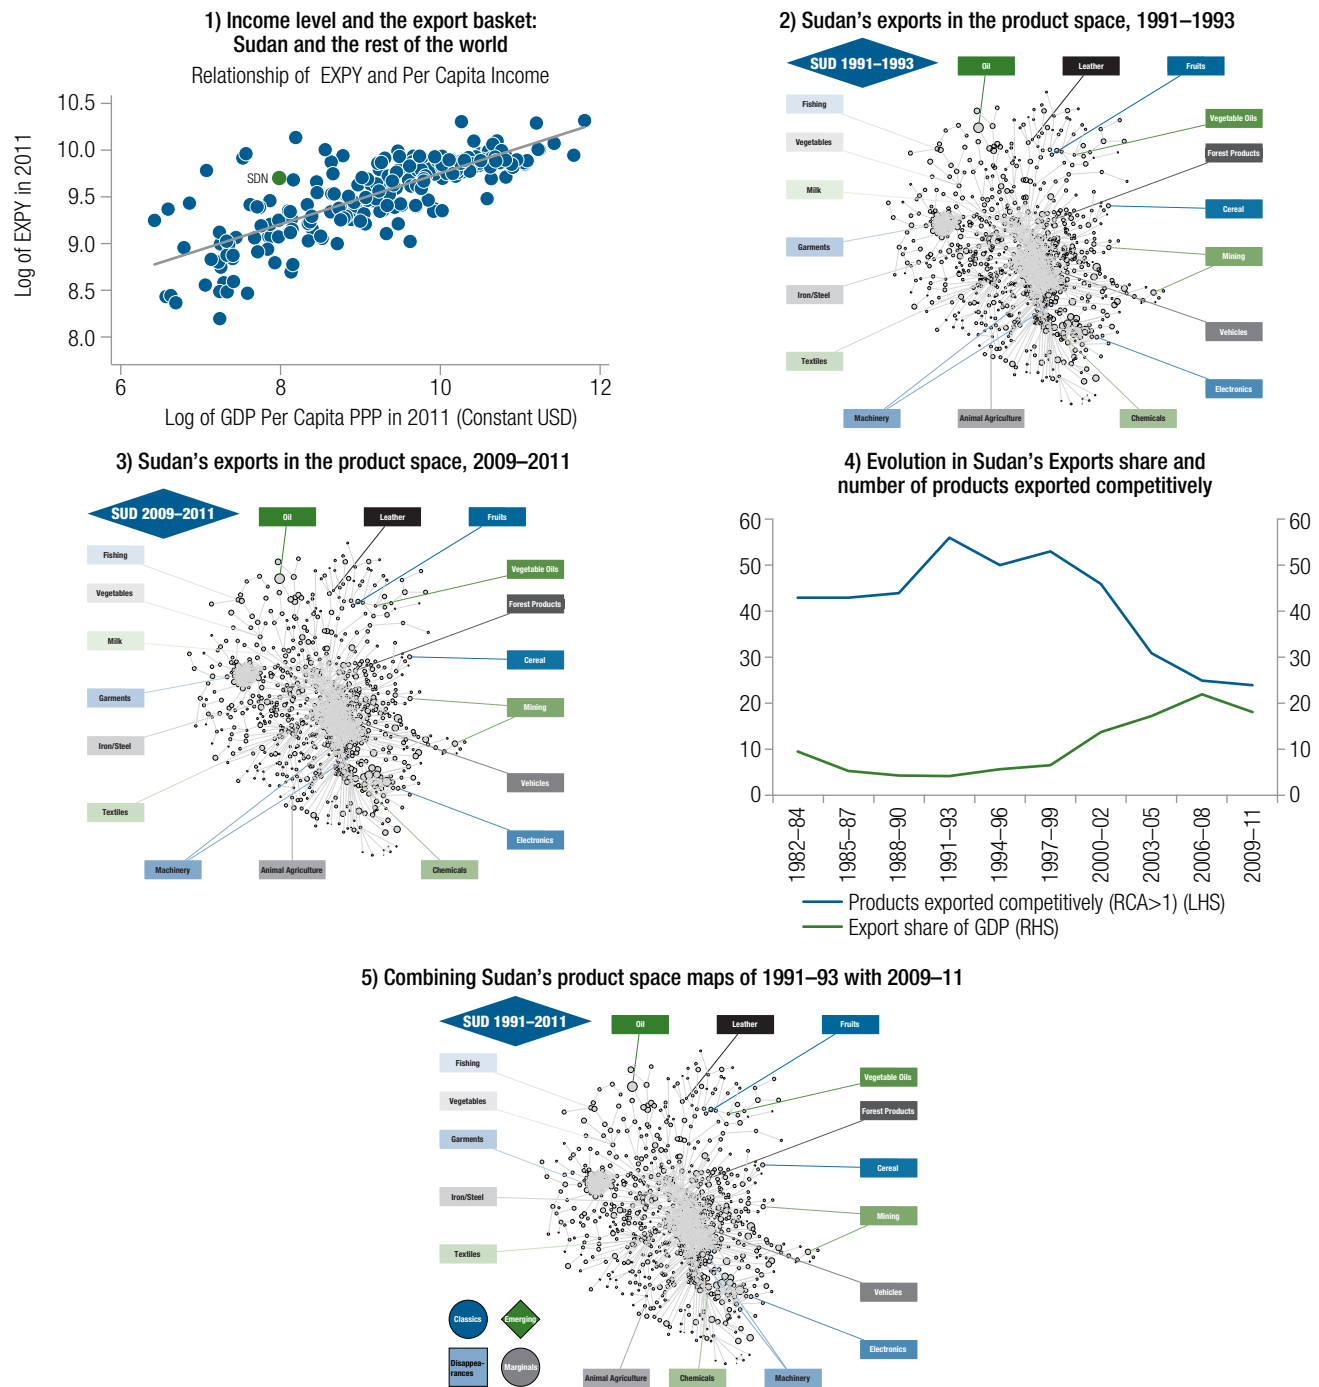 1) Income level and the export basket:
Sudan and the rest of the world
Relationship of EXPY and Per Capita Income
Log of EXPY in 2011
10.5
10.0
9.5
9.0
8.5
8.0
SDN
6
8
10
12
Log of GDP Per Capita PPP in 2011 (Constant USD)
2) Sudan's exports in the product space, 1991–1993
SUD 1991–1993
Oil
Leather
Fruits
Fishing
Vegetables
Milk
Garments
Iron/Steel
Textiles
Machinery
Animal Agriculture
Chemicals
Vegetable Oils
Forest Products
Cereal
Mining
Vehicles
Electronics
3) Sudan's exports in the product space, 2009–2011
SUD 2009–2011
Oil
Leather
Fruits
Fishing
Vegetables
Milk
Garments
Iron/Steel
Textiles
Machinery
Animal Agriculture
Chemicals
Vegetable Oils
Forest Products
Cereal
Mining
Vehicles
Electronics
4) Evolution in Sudan's Exports share and
number of products exported competitively
60
50
40
30
20
10
0
60
50
40
30
20
10
0
1982–84
1985–87
1988–90
1991–93
1994–96
1997–99
2000–02
2003–05
2006–08
2009–11
Products exported competitively (RCA>1) (LHS)
Export share of GDP (RHS)
5) Combining Sudan's product space maps of 1991–93 with 2009–11
SUD 1991–2011
Oil
Leather
Fruits
Fishing
Vegetables
Garments
Iron/Steel
Textiles
Vegetable Oils
Forest Products
Cereal
Mining
Vehicles
Electronics
Classics
Emerging
Disappea-
rances
Marginals
Animal Agriculture
Chemicals
Machinery